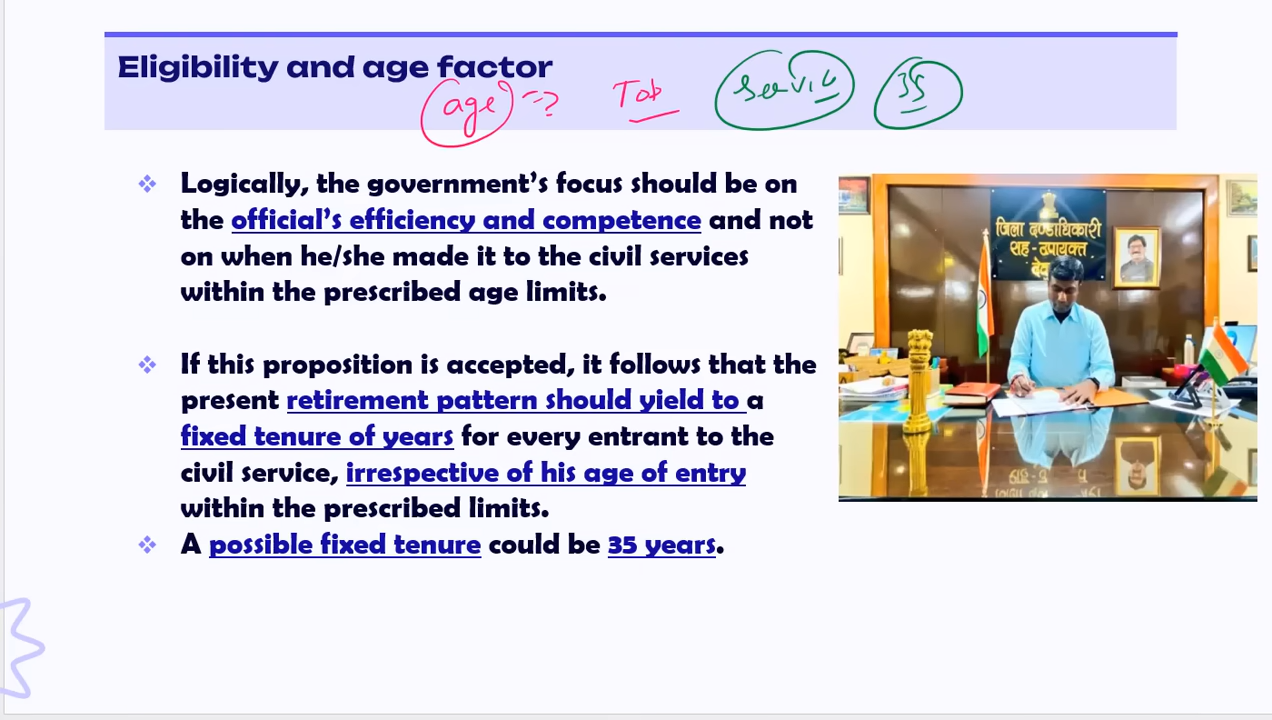 Eligibility and age factor
age => ? Top Service 35
❖ Logically, the government's focus should be on
the official's efficiency and competence and not
on when he/she made it to the civil services
within the prescribed age limits.
❖ If this proposition is accepted, it follows that the
present retirement pattern should yield to a
fixed tenure of years for every entrant to the
civil service, irrespective of his age of entry
within the prescribed limits.
❖ A possible fixed tenure could be 35 years.
जिला दण्डाधिकारी
सह-उपायुक्त